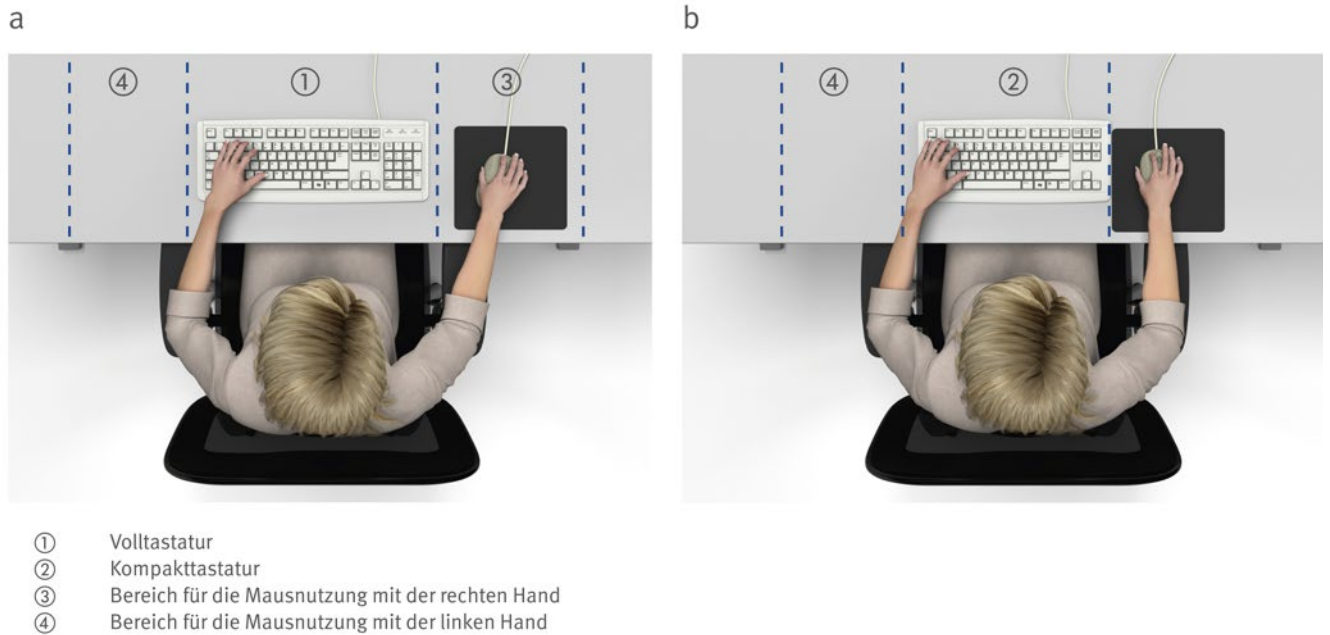 a
b
④ ① ③
④ ②
① Volltastatur
② Kompakttastatur
③ Bereich für die Mausnutzung mit der rechten Hand
④ Bereich für die Mausnutzung mit der linken Hand